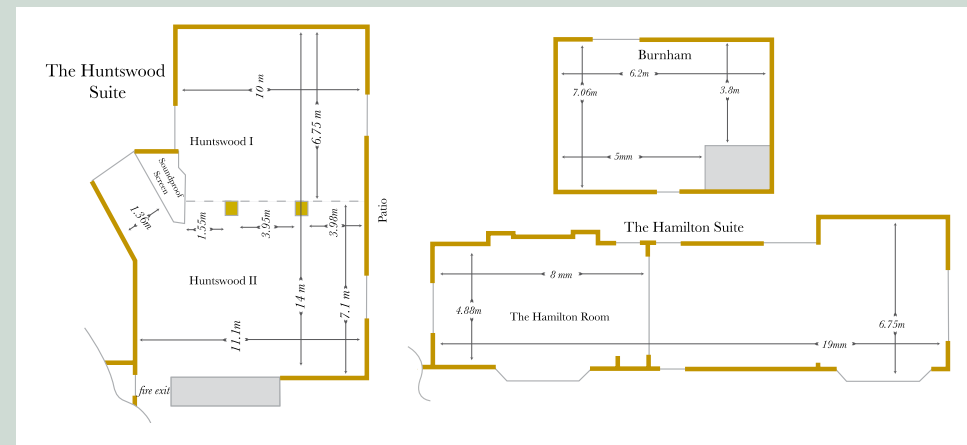 The Huntswood
Suite
10 m
6.75 m
Huntswood I
Soundproof
Screen
1.36m
1.55m
3.95m
3.98m
Patio
Huntswood II
14 m
7.1 m
11.1m
fire exit
Burnham
6.2m
7.06m
3.8m
5mm
The Hamilton Suite
8 mm
4.88m
The Hamilton Room
6.75m
19mm